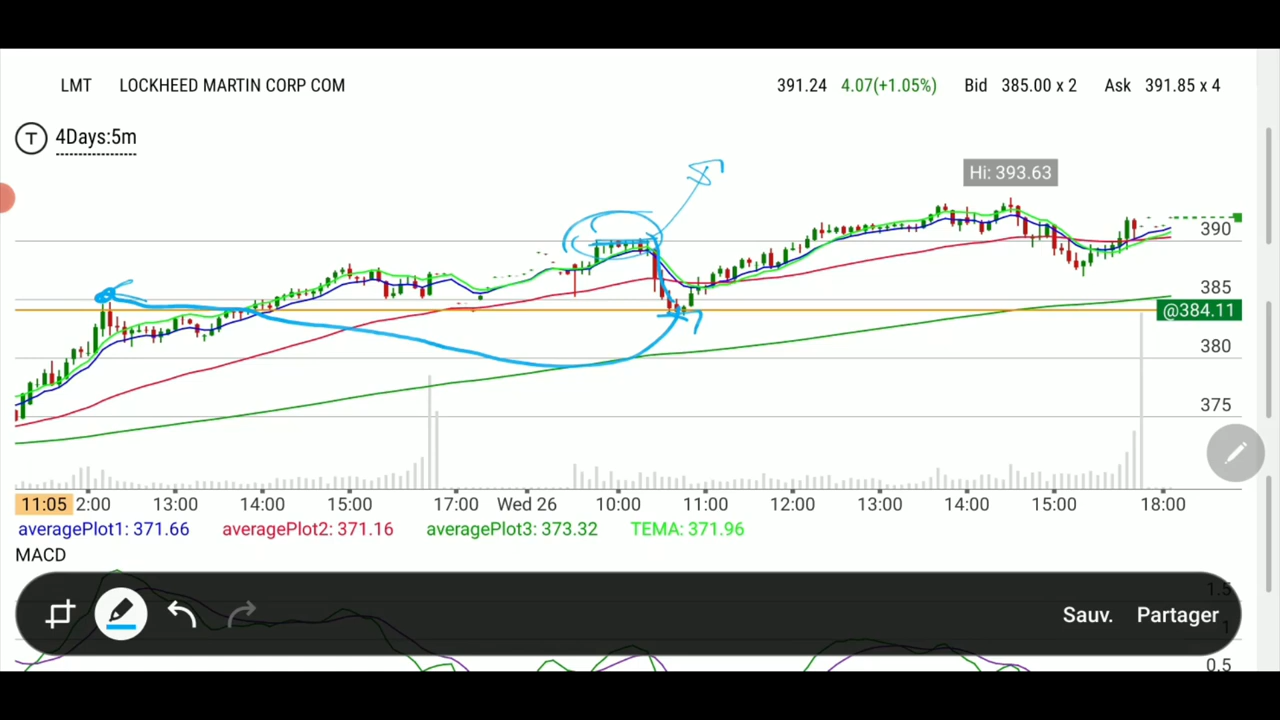 LMT LOCKHEED MARTIN CORP COM 391.24 4.07(+1.05%) Bid 385.00 x 2 Ask 391.85 x 4
T 4Days:5m
Hi: 393.63
390
385
@384.11
380
375
11:05 2:00 13:00 14:00 15:00 17:00 Wed 26 10:00 11:00 12:00 13:00 14:00 15:00 18:00
averagePlot1: 371.66 averagePlot2: 371.16 averagePlot3: 373.32 TEMA: 371.96
MACD
1.5
Sauv. Partager
1
0.5